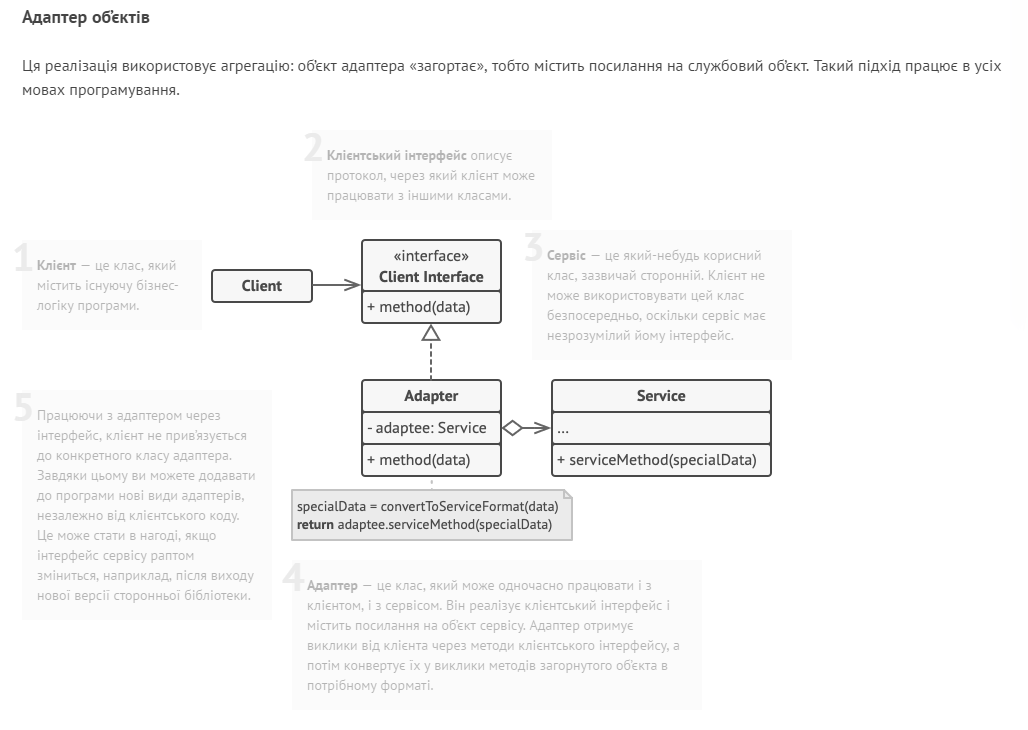 Адаптер об'єктів
Ця реалізація використовує агрегацію: об'єкт адаптера «загортає», тобто містить посилання на службовий об'єкт. Такий підхід працює в усіх
мовах програмування.
2
Клієнтський інтерфейс описує
протокол, через який клієнт може
працювати з іншими класами.
1
Клієнт — це клас, який
містить існуючу бізнес-
логіку програми.
Client
«interface»
Client Interface
+ method(data)
3
Сервіс — це який-небудь корисний
клас, зазвичай сторонній. Клієнт не
може використовувати цей клас
безпосередньо, оскільки сервіс має
незрозумілий йому інтерфейс.
Adapter
- adaptee: Service
+ method(data)
Service
...
+ serviceMethod(specialData)
specialData = convertToServiceFormat(data)
return adaptee.serviceMethod(specialData)
5
Працюючи з адаптером через
інтерфейс, клієнт не прив'язується
до конкретного класу адаптера.
Завдяки цьому ви можете додавати
до програми нові види адаптерів,
незалежно від клієнтського коду.
Це може стати в нагоді, якщо
інтерфейс сервісу раптом
зміниться, наприклад, після виходу
нової версії сторонньої бібліотеки.
4
Адаптер — це клас, який може одночасно працювати і з
клієнтом, і з сервісом. Він реалізує клієнтський інтерфейс і
містить посилання на об'єкт сервісу. Адаптер отримує
виклики від клієнта через методи клієнтського інтерфейсу, а
потім конвертує їх у виклики методів загорнутого об'єкта в
потрібному форматі.